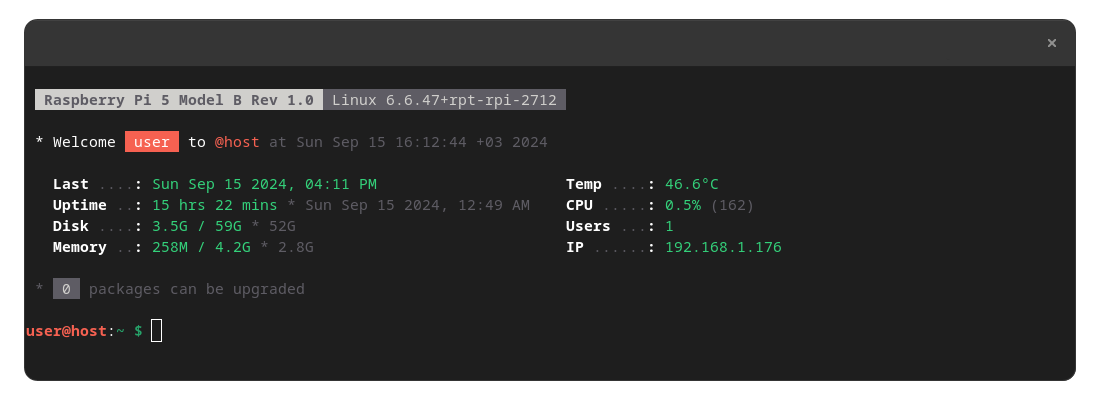 ×
Raspberry Pi 5 Model B Rev 1.0 Linux 6.6.47+rpt-rpi-2712
* Welcome user to @host at Sun Sep 15 16:12:44 +03 2024
Last ....: Sun Sep 15 2024, 04:11 PM Temp ....: 46.6°C
Uptime ..: 15 hrs 22 mins * Sun Sep 15 2024, 12:49 AM CPU .....: 0.5% (162)
Disk ....: 3.5G / 59G * 52G Users ...: 1
Memory ..: 258M / 4.2G * 2.8G IP ......: 192.168.1.176
* 0 packages can be upgraded
user@host:~ $